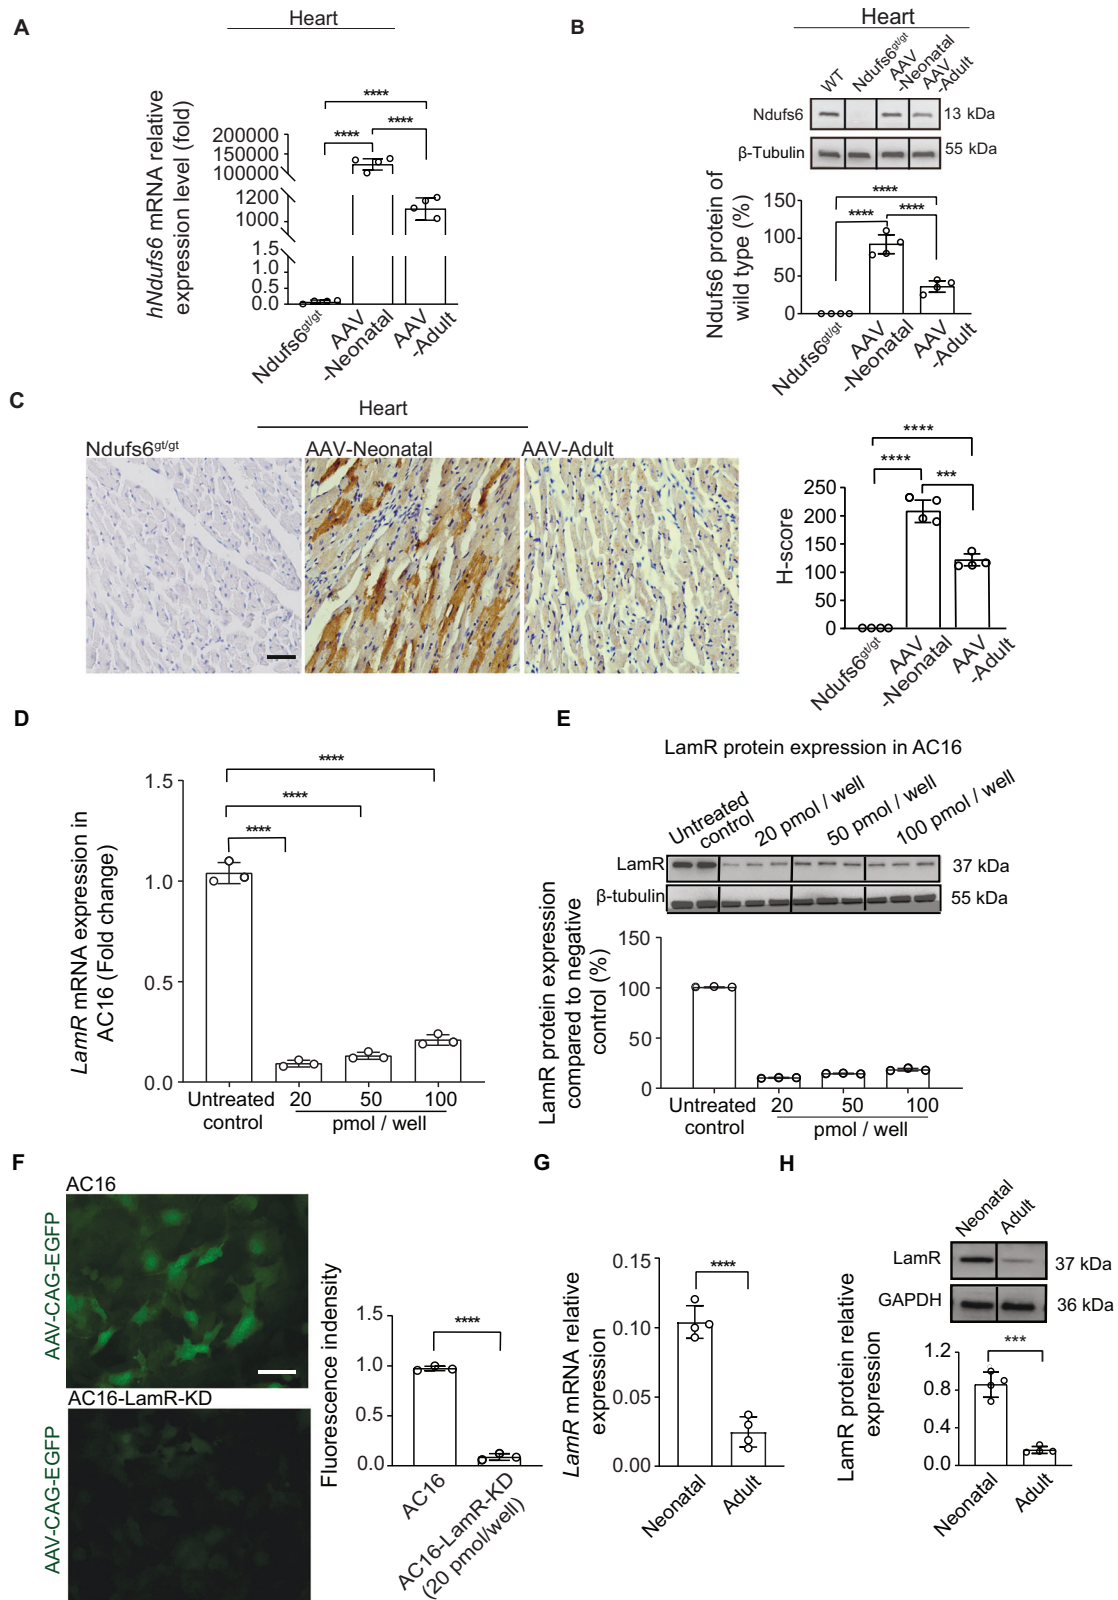 A
Heart
hNdufs6 mRNA relative
expression level (fold)
200000
150000
100000
1200
1000
1.5
1.0
0.5
0.0
****
****
****
Ndufs6gt/gt
AAV
-Neonatal
AAV
-Adult
B
Heart
WT
Ndufs6gt/gt
AAV
-Neonatal
AAV
-Adult
Ndufs6
13 kDa
β-Tubulin
55 kDa
Ndufs6 protein of
wild type (%)
150
100
50
0
****
****
****
Ndufs6gt/gt
AAV
-Neonatal
AAV
-Adult
C
Heart
Ndufs6gt/gt
AAV-Neonatal
AAV-Adult
H-score
250
200
150
100
50
0
****
****
***
Ndufs6gt/gt
AAV
-Neonatal
AAV
-Adult
D
LamR mRNA expression in
AC16 (Fold change)
1.5
1.0
0.5
0.0
****
****
****
Untreated
control
20
50
100
pmol / well
E
LamR protein expression in AC16
Untreated
control
20 pmol / well
50 pmol / well
100 pmol / well
LamR
37 kDa
β-tubulin
55 kDa
LamR protein expression
compared to negative
control (%)
150
100
50
0
Untreated
control
20
50
100
pmol / well
F
AC16
AAV-CAG-EGFP
AC16-LamR-KD
AAV-CAG-EGFP
Fluorescence indensity
1.5
1.0
0.5
0.0
****
AC16
AC16-LamR-KD
(20 pmol/well)
G
LamR mRNA relative
expression
0.15
0.10
0.05
0.00
****
Neonatal
Adult
H
Neonatal
Adult
LamR
37 kDa
GAPDH
36 kDa
LamR protein relative
expression
1.2
0.8
0.4
0.0
***
Neonatal
Adult